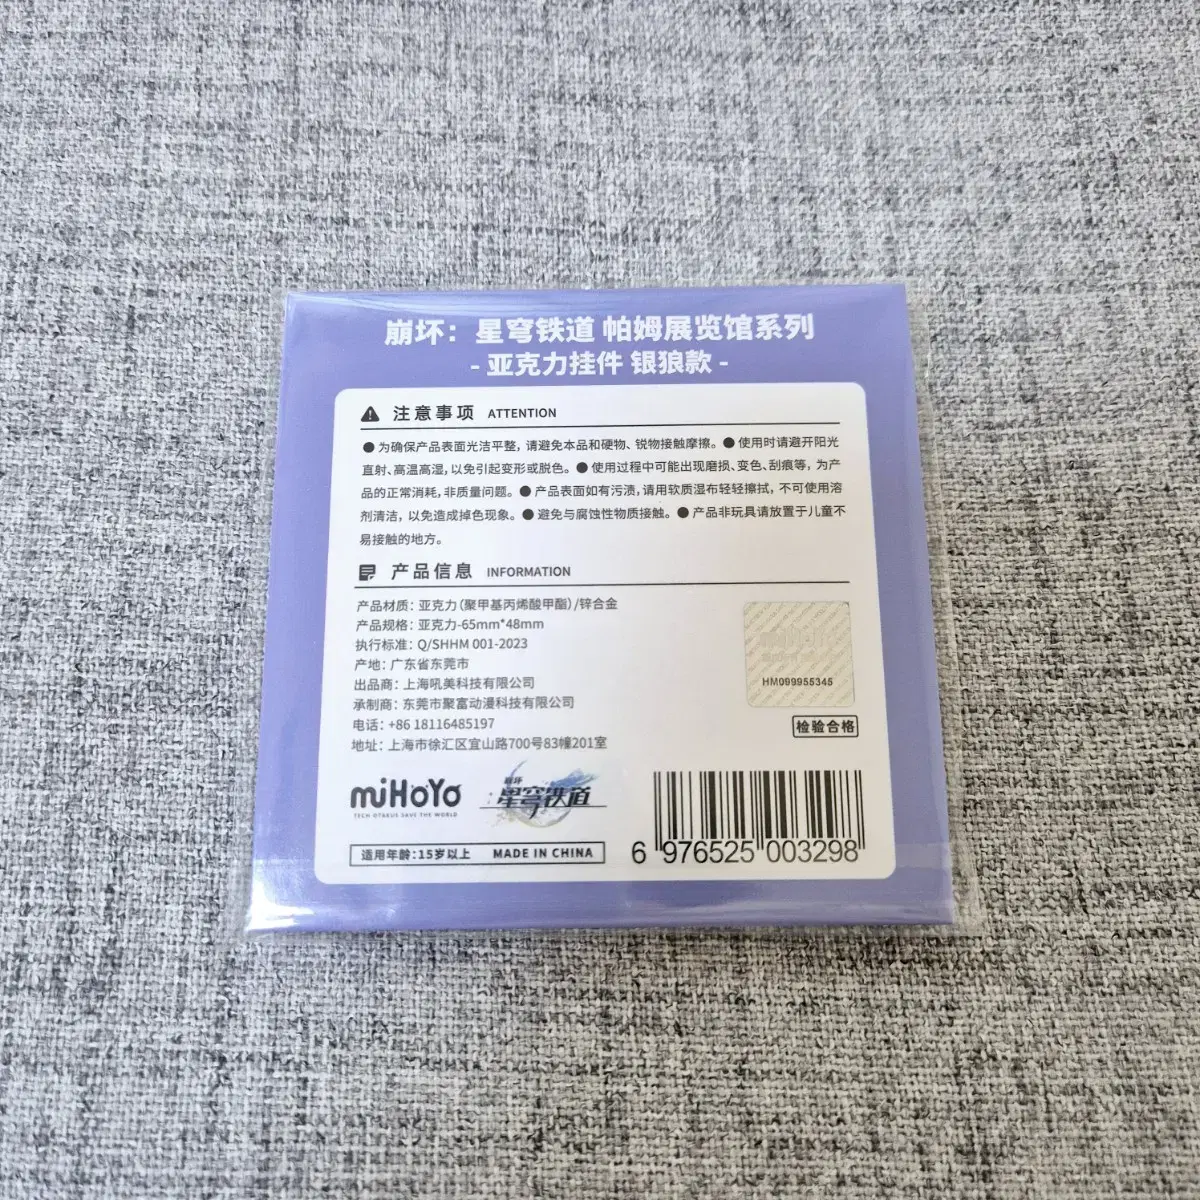 崩坏：星穹铁道 帕姆展览馆系列
- 亚克力挂件 银狼款 -
注意事项 ATTENTION
● 为确保产品表面光洁平整，请避免本品和硬物、锐物接触摩擦。● 使用时请避开阳光
直射、高温高湿，以免引起变形或脱色。● 使用过程中可能出现磨损、变色、刮痕等，为产
品的正常消耗，非质量问题。● 产品表面如有污渍，请用软质湿布轻轻擦拭，不可使用溶
剂清洁，以免造成掉色现象。● 避免与腐蚀性物质接触。● 产品非玩具请放置于儿童不
易接触的地方。
产品信息 INFORMATION
产品材质：亚克力（聚甲基丙烯酸甲酯）/锌合金
产品规格：亚克力-65mm*48mm
执行标准：Q/SHHM 001-2023
产地：广东省东莞市
出品商：上海吼美科技有限公司
承制商：东莞市聚富动漫科技有限公司
电话：+86 18116485197
地址：上海市徐汇区宜山路700号83幢201室
HM099955345
检验合格
miHoYo
TECH OTAKUS SAVE THE WORLD
崩坏
星穹铁道
适用年龄：15岁以上 MADE IN CHINA
6 976525 003298